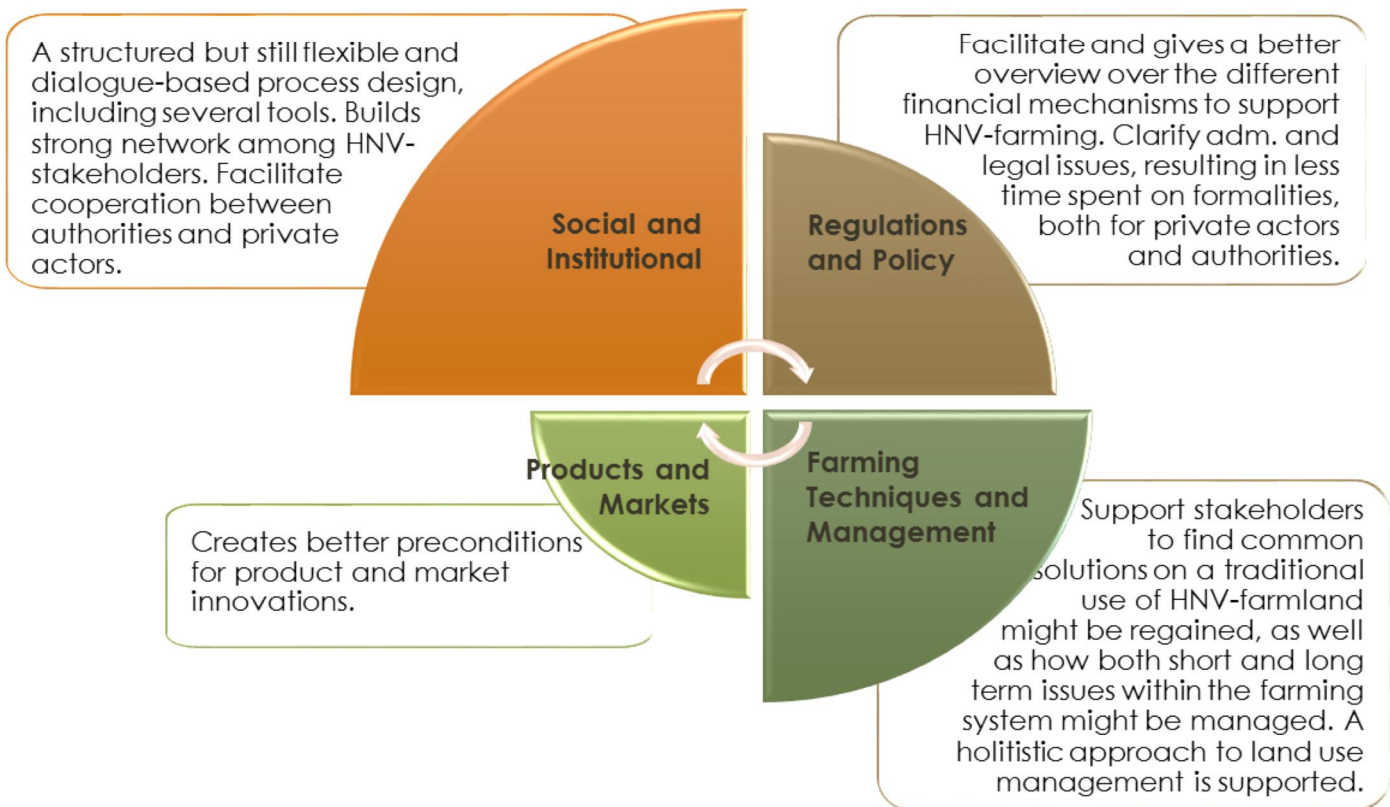 A structured but still flexible and
dialogue-based process design,
including several tools. Builds
strong network among HNV-
stakeholders. Facilitate
cooperation between
authorities and private
actors.
Social and
Institutional
Facilitate and gives a better
overview over the different
financial mechanisms to support
HNV-farming. Clarify adm. and
legal issues, resulting in less
time spent on formalities,
both for private actors
and authorities.
Regulations
and Policy
Products and
Markets
Creates better preconditions
for product and market
innovations.
Farming
Techniques and
Management
Support stakeholders
to find common
solutions on a traditional
use of HNV-farmland
might be regained, as well
as how both short and long
term issues within the farming
system might be managed. A
holitistic approach to land use
management is supported.